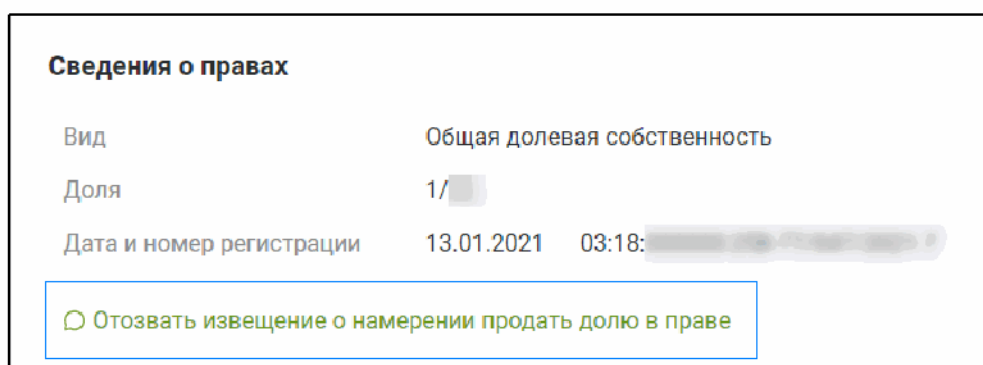 Сведения о правах
Вид Общая долевая собственность
Доля 1/
Дата и номер регистрации 13.01.2021 03:18:
Отозвать извещение о намерении продать долю в праве